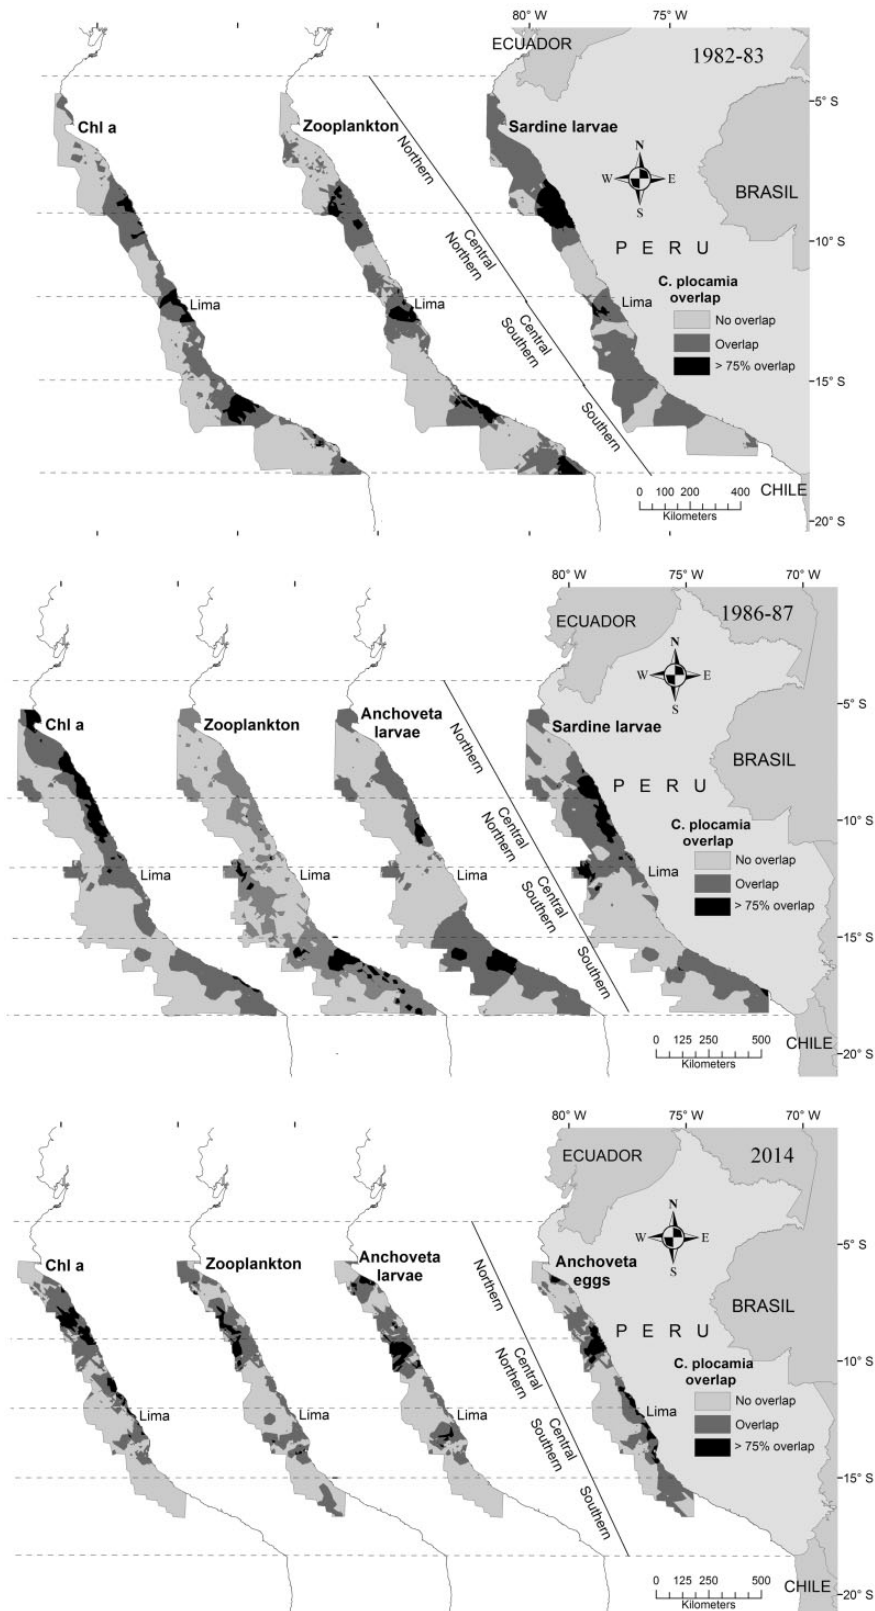 80° W 75° W
ECUADOR
1982-83
5° S
Chl a
Zooplankton
Sardine larvae
Northern
N
W E
S
BRASIL
10° S
P E R U
Central
Northern
C. plocamia
overlap
No overlap
Overlap
> 75% overlap
Lima
Lima
Lima
Central
Southern
15° S
Southern
0 100 200 400
Kilometers
CHILE
20° S
80° W 75° W 70° W
ECUADOR
1986-87
N
W E
S
5° S
Chl a
Zooplankton
Anchoveta
larvae
Sardine larvae
Northern
BRASIL
P E R U
10° S
Central
Northern
C. plocamia
overlap
No overlap
Overlap
> 75% overlap
Lima
Lima
Lima
Lima
Central
Southern
15° S
Southern
0 125 250 500
Kilometers
CHILE
20° S
80° W 75° W 70° W
ECUADOR
2014
N
W E
S
5° S
Chl a
Zooplankton
Anchoveta
larvae
Anchoveta
eggs
Northern
BRASIL
P E R U
10° S
Central
Northern
C. plocamia
overlap
No overlap
Overlap
> 75% overlap
Lima
Lima
Lima
Lima
Central
Southern
15° S
Southern
0 125 250 500
Kilometers
CHILE
20° S